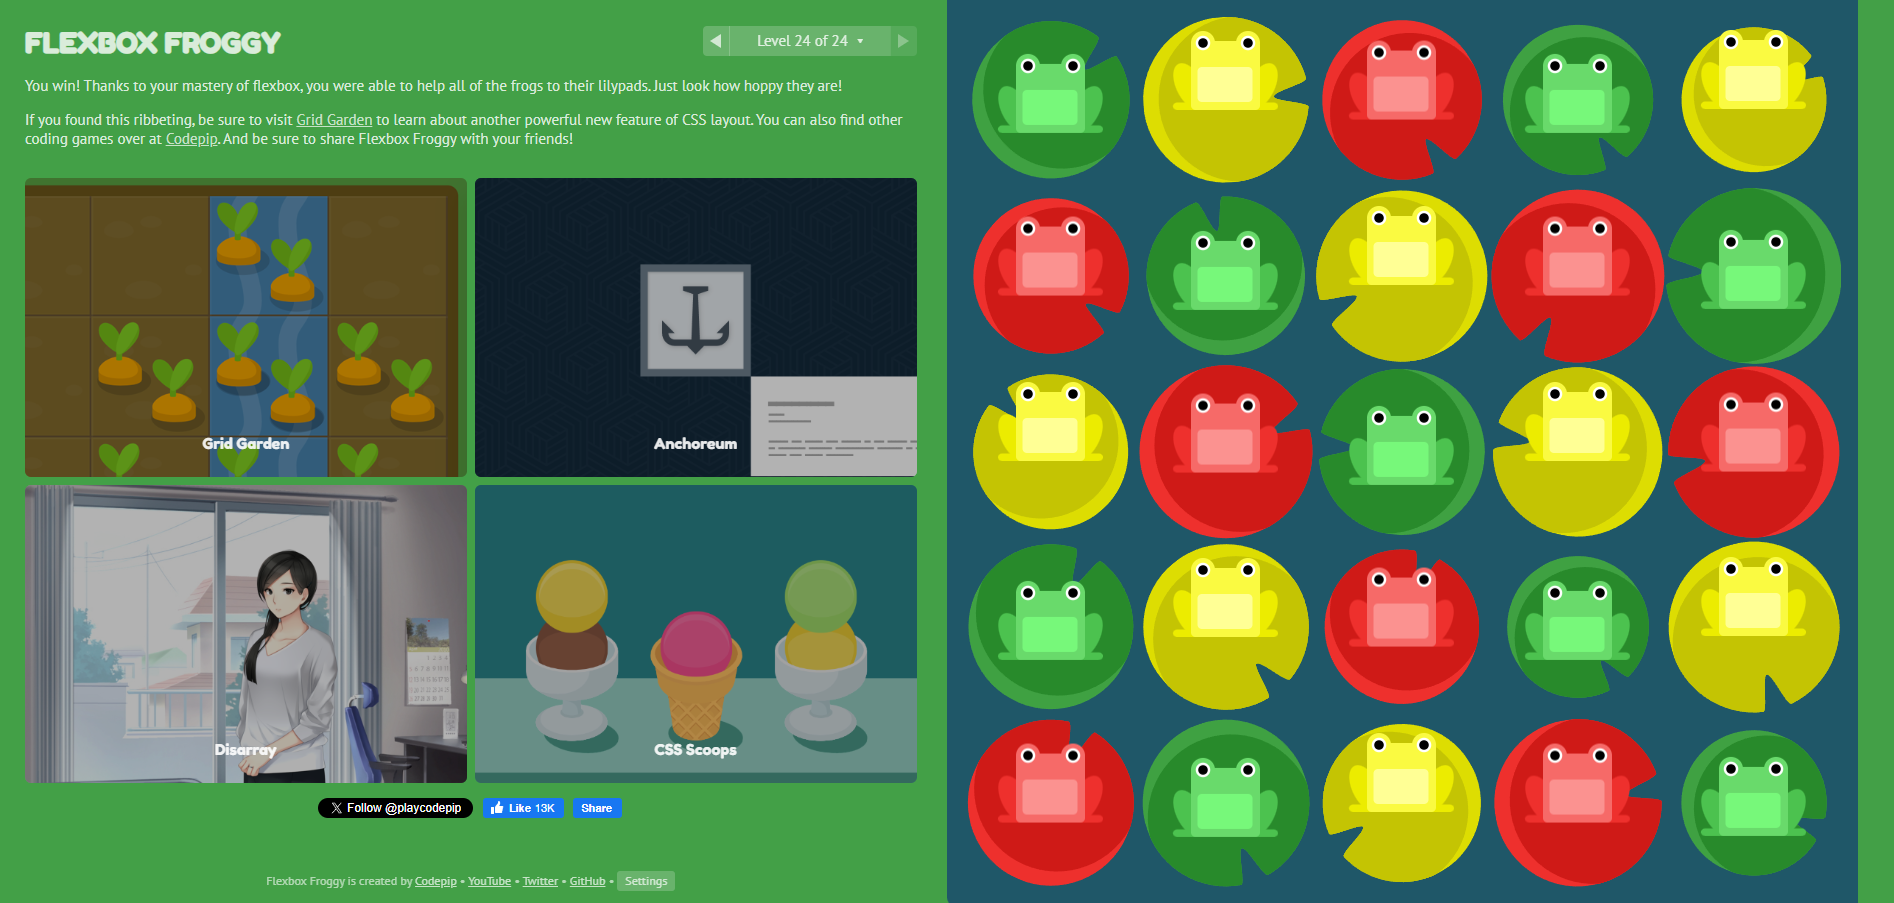 FLEXBOX FROGGY
Level 24 of 24
You win! Thanks to your mastery of flexbox, you were able to help all of the frogs to their lilypads. Just look how hoppy they are!
If you found this ribbeting, be sure to visit Grid Garden to learn about another powerful new feature of CSS layout. You can also find other
coding games over at Codepip. And be sure to share Flexbox Froggy with your friends!
Grid Garden
Anchoreum
Disarray
CSS Scoops
Follow @playcodepip
Like 13K
Share
Flexbox Froggy is created by Codepip • YouTube • Twitter • GitHub • Settings